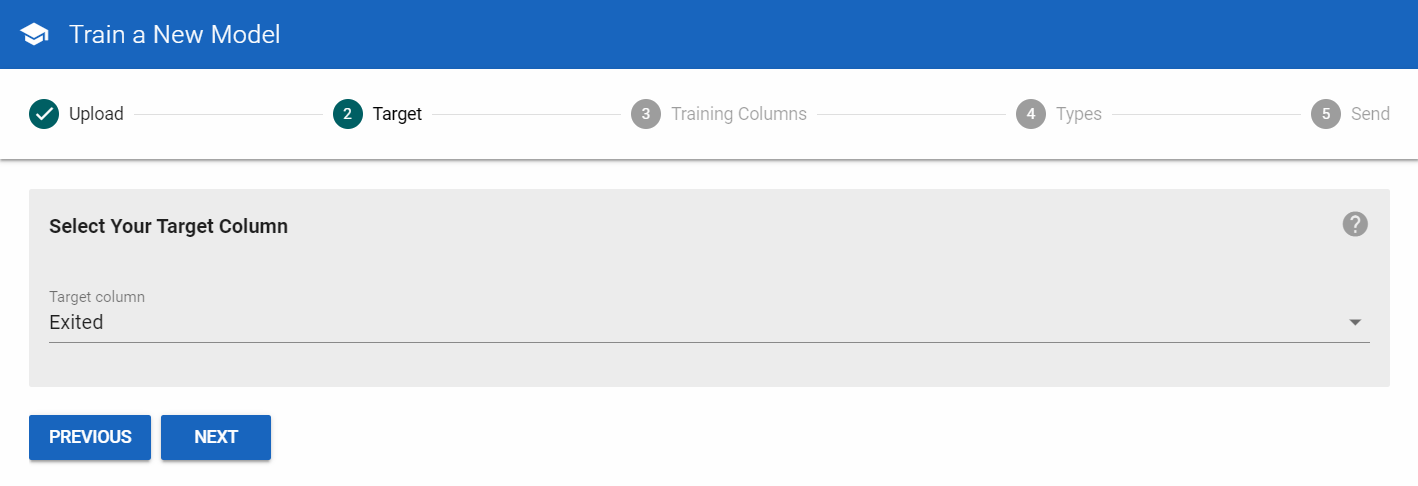 Train a New Model
Upload 2 Target 3 Training Columns 4 Types 5 Send
Select Your Target Column ?
Target column
Exited
PREVIOUS NEXT